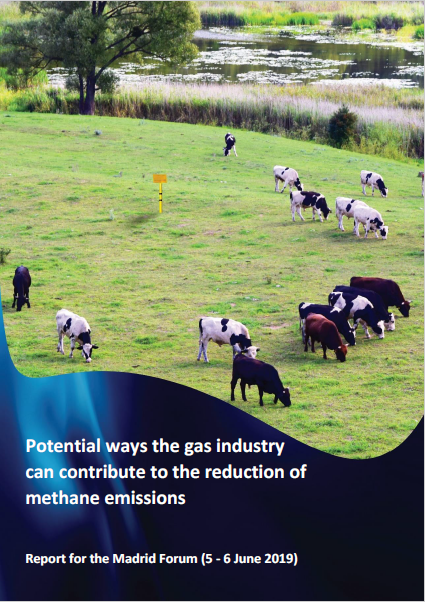 Potential ways the gas industry
can contribute to the reduction of
methane emissions
Report for the Madrid Forum (5 - 6 June 2019)